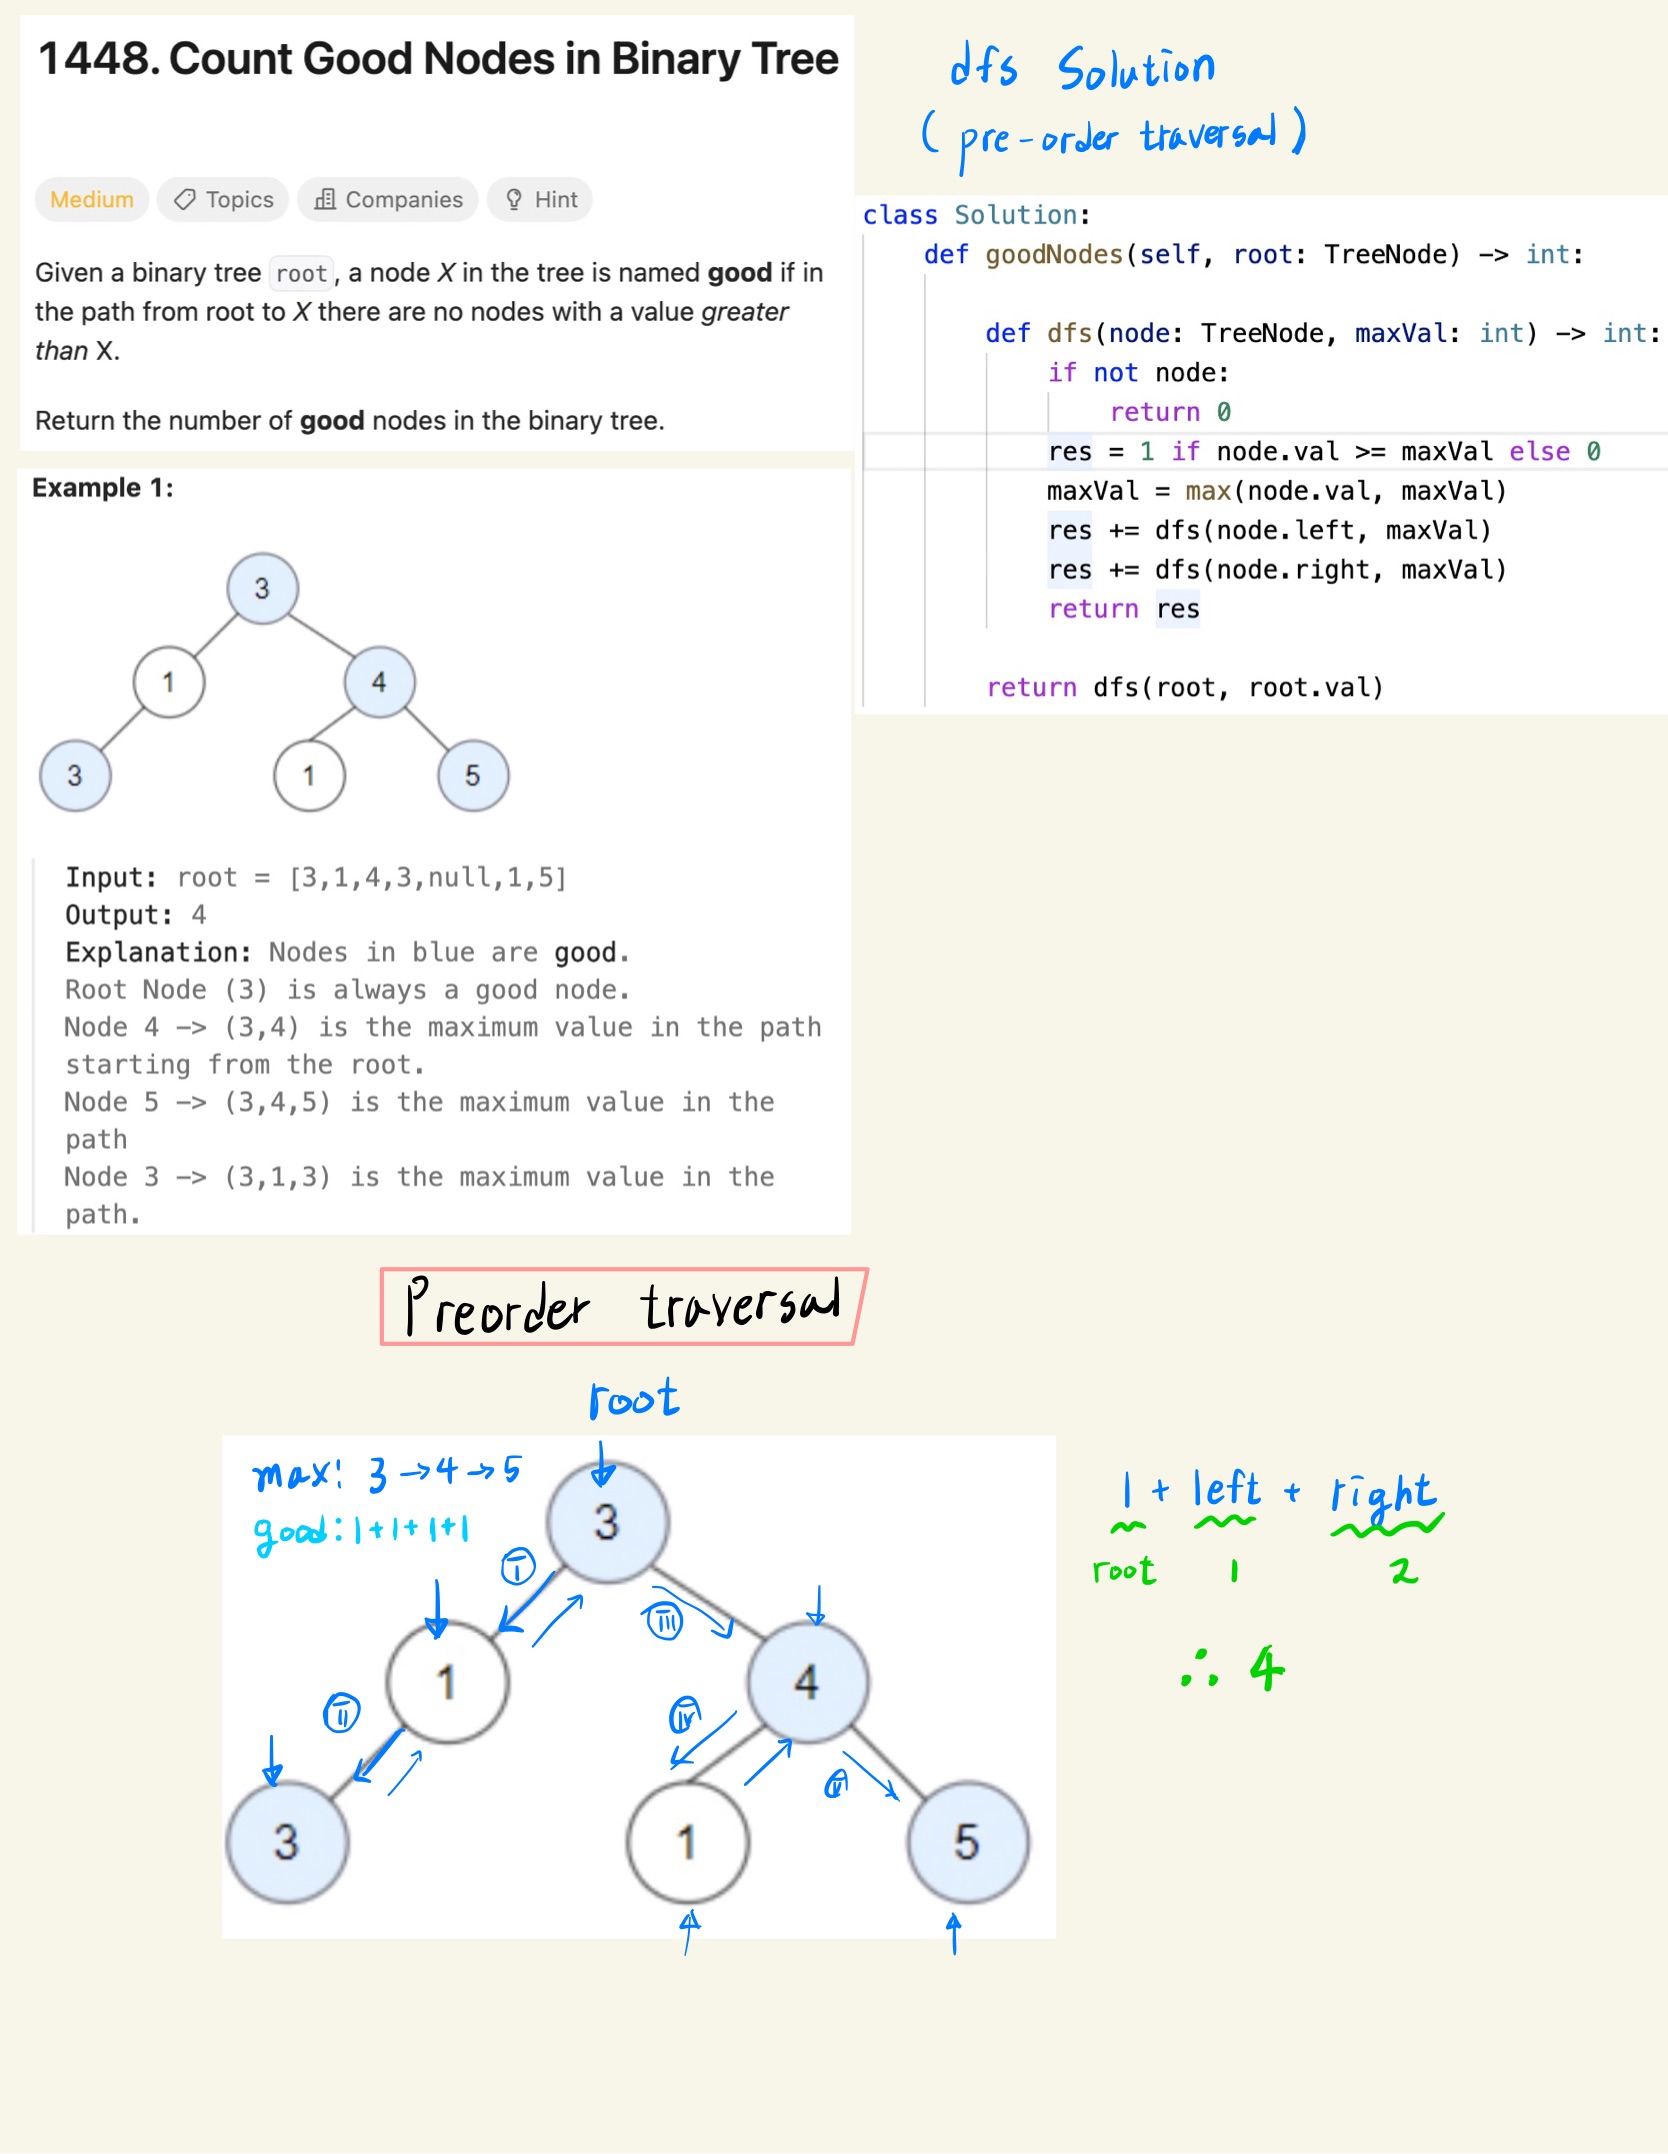 1448. Count Good Nodes in Binary Tree
Medium Topics Companies Hint
Given a binary tree root, a node X in the tree is named good if in
the path from root to X there are no nodes with a value greater
than X.
Return the number of good nodes in the binary tree.
Example 1:
3
1 4
3 1 5
Input: root = [3,1,4,3,null,1,5]
Output: 4
Explanation: Nodes in blue are good.
Root Node (3) is always a good node.
Node 4 -> (3,4) is the maximum value in the path
starting from the root.
Node 5 -> (3,4,5) is the maximum value in the
path
Node 3 -> (3,1,3) is the maximum value in the
path.
dfs Solution
(pre-order traversal)
class Solution:
def goodNodes(self, root: TreeNode) -> int:
def dfs(node: TreeNode, maxVal: int) -> int:
if not node:
return 0
res = 1 if node.val >= maxVal else 0
maxVal = max(node.val, maxVal)
res += dfs(node.left, maxVal)
res += dfs(node.right, maxVal)
return res
return dfs(root, root.val)
Preorder traversal
root
max: 3 → 4 → 5
good: 1+1+1+1
3
i
iii
1 4
ii
iv
v
3 1 5
1 + left + right
root 1 2
∴ 4